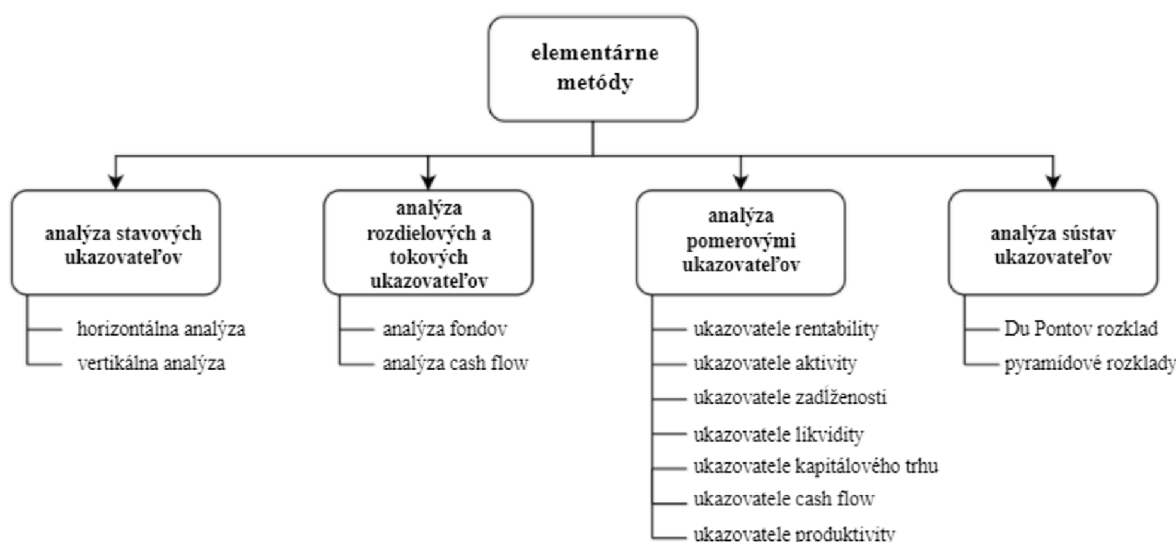 elementárne
metódy
analýza stavových
ukazovateľov
analýza
rozdielových a
tokových
ukazovateľov
analýza
pomerovými
ukazovateľov
analýza sústav
ukazovateľov
horizontálna analýza
vertikálna analýza
analýza fondov
analýza cash flow
ukazovatele rentability
ukazovatele aktivity
ukazovatele zadĺženosti
ukazovatele likvidity
ukazovatele kapitálového trhu
ukazovatele cash flow
ukazovatele produktivity
Du Pontov rozklad
pyramídové rozklady